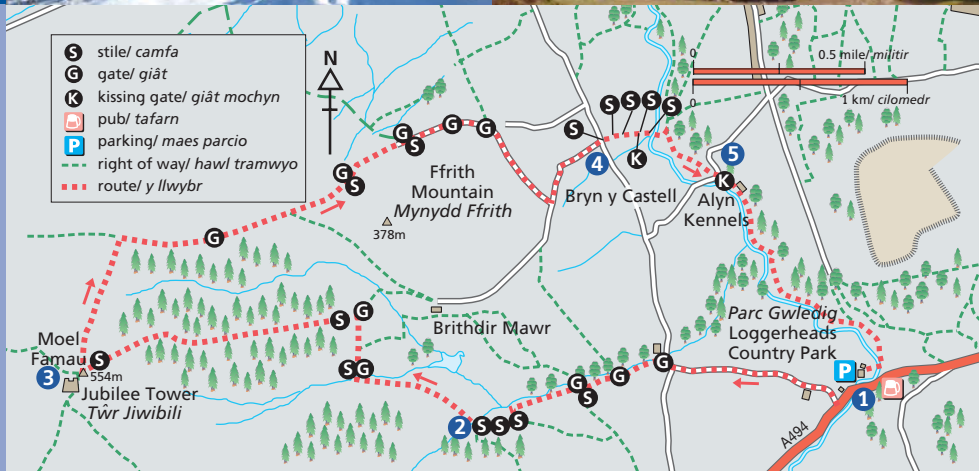 S stile/ camfa
G gate/ giât
K kissing gate/ giât mochyn
pub/ tafarn
P parking/ maes parcio
right of way/ hawl tramwyo
route/ y llwybr
N
0 0.5 mile/ militir
0 1 km/ cilomedr
S S S S
S
K
4
Bryn y Castell
5
K
Alyn
Kennels
G
S
G
G
G
S
Ffrith
Mountain
Mynydd Ffrith
378m
G
Parc Gwledig
Loggerheads
Country Park
Brithdir Mawr
S
G
S
G
Moel
Famau
S
3
554m
Jubilee Tower
Tŵr Jiwbili
G
G
G
S
2
S S S
P
1
A494